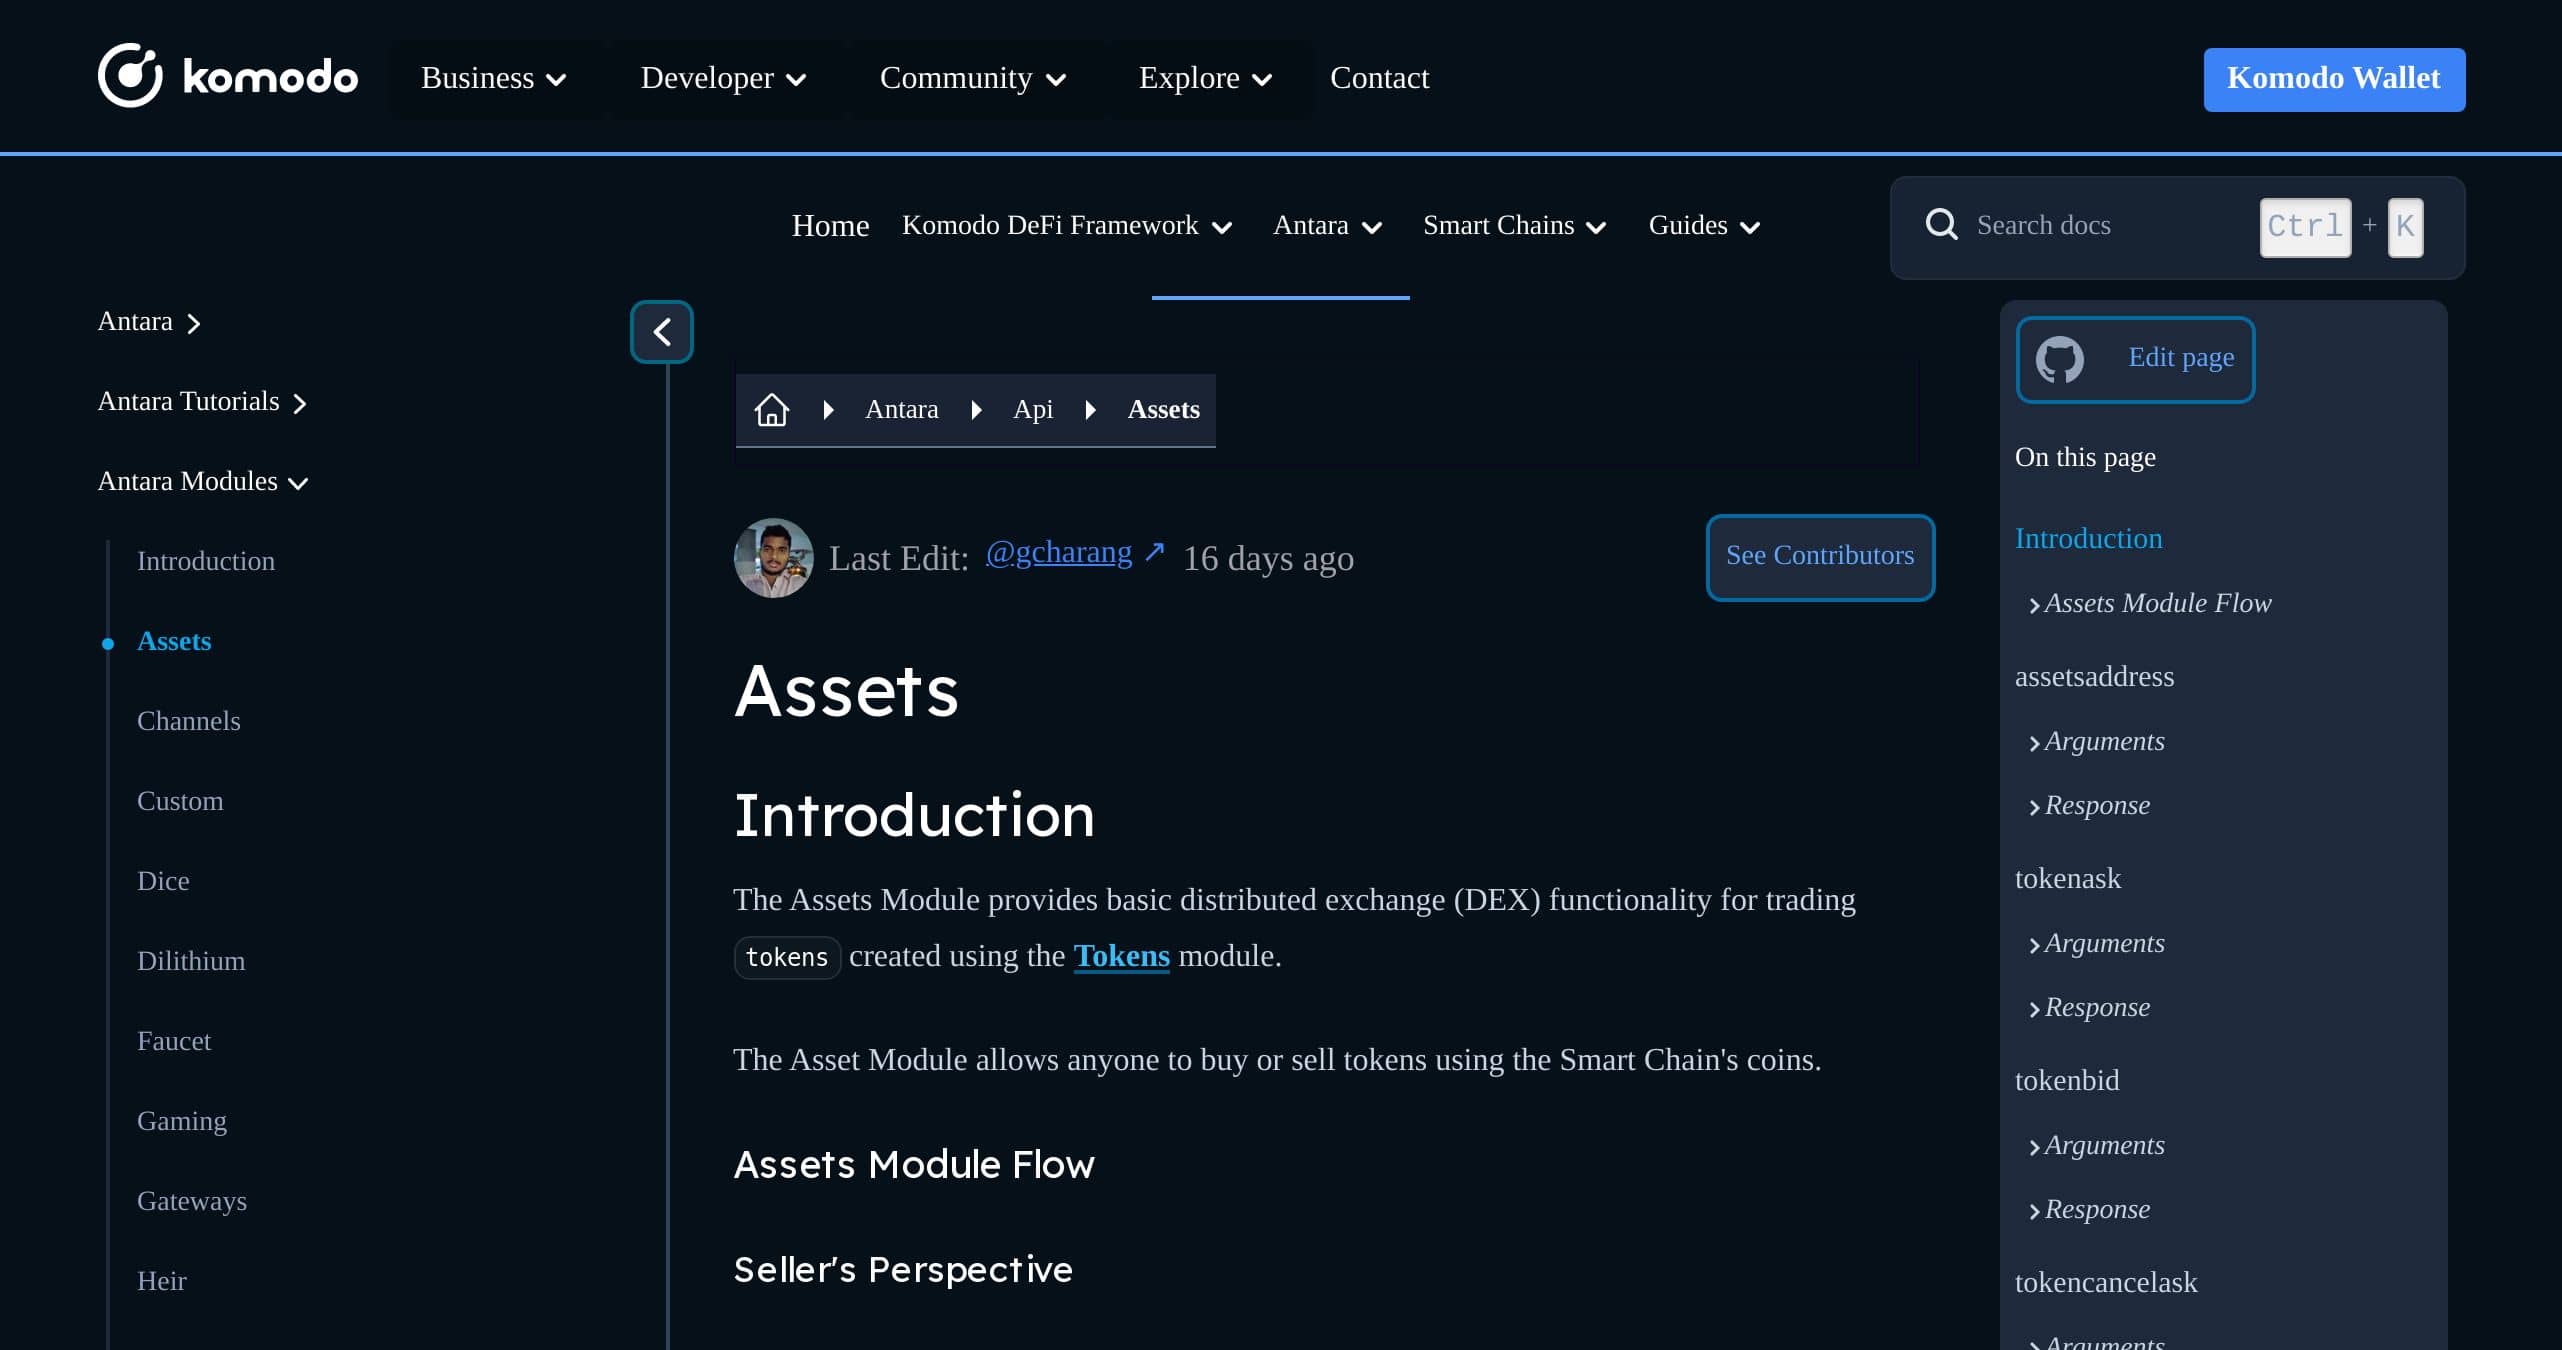 komodo Business Developer Community Explore Contact Komodo Wallet
Home Komodo DeFi Framework Antara Smart Chains Guides Search docs Ctrl + K
Antara
Antara Tutorials
Antara Modules
Introduction
Assets
Channels
Custom
Dice
Dilithium
Faucet
Gaming
Gateways
Heir
Antara Api Assets
Last Edit: @gcharang ↗ 16 days ago See Contributors
Assets
Introduction
The Assets Module provides basic distributed exchange (DEX) functionality for trading
tokens created using the Tokens module.
The Asset Module allows anyone to buy or sell tokens using the Smart Chain's coins.
Assets Module Flow
Seller's Perspective
Edit page
On this page
Introduction
Assets Module Flow
assetsaddress
Arguments
Response
tokenask
Arguments
Response
tokenbid
Arguments
Response
tokencancelask
Arguments